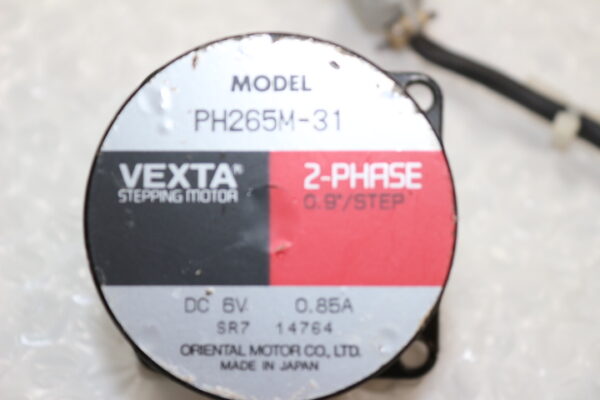 MODEL
PH265M-31
VEXTA®
STEPPING MOTOR
2-PHASE
0.9°/STEP
DC 6V 0.85A
SR7 14764
ORIENTAL MOTOR CO., LTD.
MADE IN JAPAN